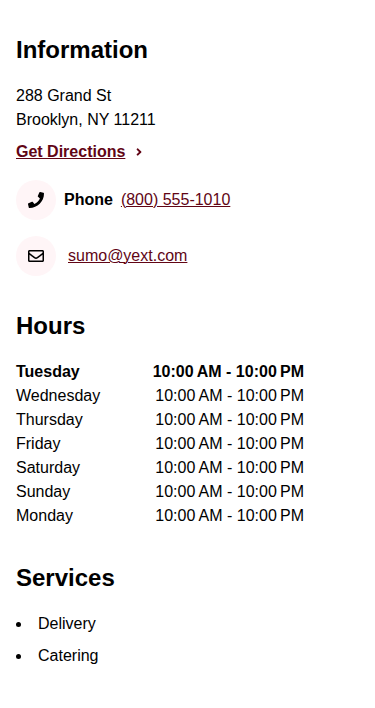 Information
288 Grand St
Brooklyn, NY 11211
Get Directions
Phone (800) 555-1010
sumo@yext.com
Hours
Tuesday 10:00 AM - 10:00 PM
Wednesday 10:00 AM - 10:00 PM
Thursday 10:00 AM - 10:00 PM
Friday 10:00 AM - 10:00 PM
Saturday 10:00 AM - 10:00 PM
Sunday 10:00 AM - 10:00 PM
Monday 10:00 AM - 10:00 PM
Services
• Delivery
• Catering